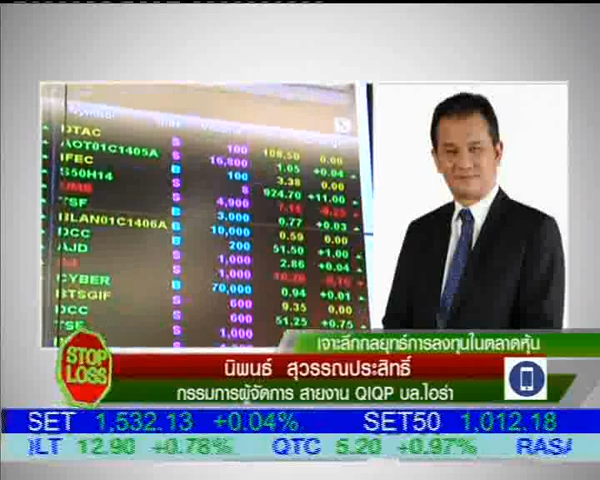 DTAC S 100 108.50 0.00
AOT01C1405A S 16,800 1.05 +0.04
IFEC B 100 3.38 0.00
S50H14 S 8 924.70 +11.00
TSF S 4,900
BLAN01C1406A B 3,000 0.77 +0.03
DCC B 10,000 0.59 0.00
AJD B 200 51.50 +1.00
S 1,000 2.86 +0.04
CYBER S 1,000
BTSGIF B 70,000 0.94 +0.01
DCC S 600 9.35 0.00
TSF S 600 51.25 +0.75
S 1,000
เจาะลึกกลยุทธ์การลงทุนในตลาดหุ้น
STOP LOSS
นิพนธ์ สุวรรณประสิทธิ์
กรรมการผู้จัดการ สายงาน QIQP บล.ไอร่า
SET 1,532.13 +0.04% SET50 1,012.18
12.90 +0.78% QTC 5.20 +0.97%